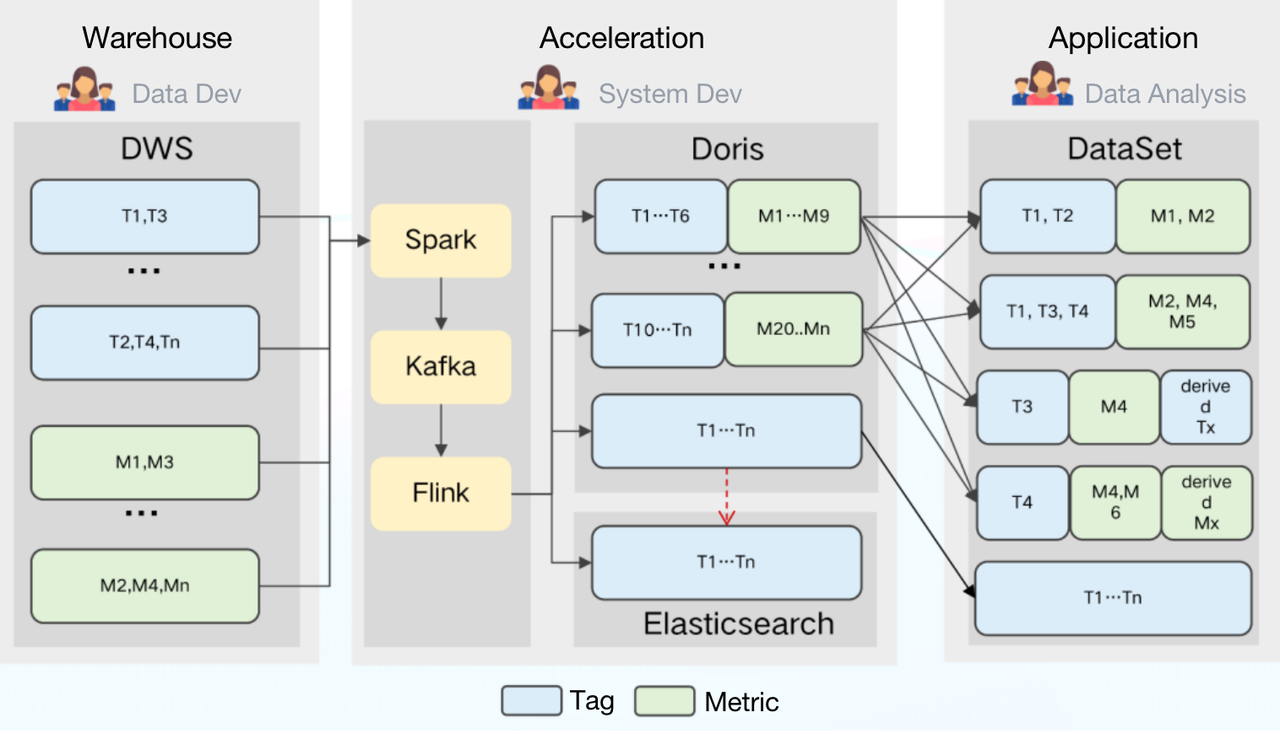 Warehouse
Data Dev
DWS
T1,T3
...
T2,T4,Tn
M1,M3
...
M2,M4,Mn
Acceleration
System Dev
Spark
Kafka
Flink
Doris
T1···T6
M1···M9
...
T10···Tn
M20..Mn
T1···Tn
T1···Tn
Elasticsearch
Application
Data Analysis
DataSet
T1, T2
M1, M2
T1, T3, T4
M2, M4,
M5
T3
M4
derive
d
Tx
T4
M4,M
6
derive
d
Mx
T1···Tn
Tag
Metric